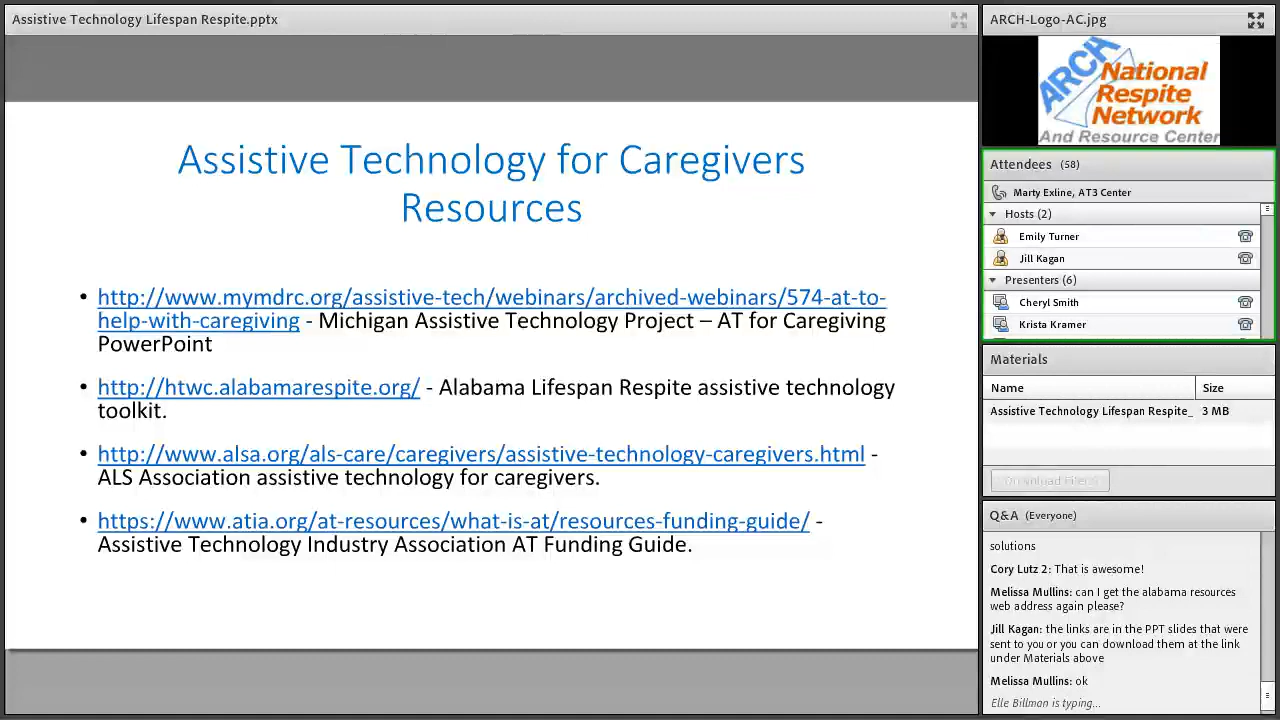 Assistive Technology Lifespan Respite.pptx
Assistive Technology for Caregivers
Resources
• http://www.mymdrc.org/assistive-tech/webinars/archived-webinars/574-at-to-
help-with-caregiving - Michigan Assistive Technology Project – AT for Caregiving
PowerPoint
• http://htwc.alabamarespite.org/ - Alabama Lifespan Respite assistive technology
toolkit.
• http://www.alsa.org/als-care/caregivers/assistive-technology-caregivers.html -
ALS Association assistive technology for caregivers.
• https://www.atia.org/at-resources/what-is-at/resources-funding-guide/ -
Assistive Technology Industry Association AT Funding Guide.
ARCH-Logo-AC.jpg
ARCH
National
Respite
Network
And Resource Center
Attendees (58)
Marty Exline, AT3 Center
Hosts (2)
Emily Turner
Jill Kagan
Presenters (6)
Cheryl Smith
Krista Kramer
Materials
Name Size
Assistive Technology Lifespan Respite_ 3 MB
Download File(s)
Q&A (Everyone)
solutions
Cory Lutz 2: That is awesome!
Melissa Mullins: can I get the alabama resources
web address again please?
Jill Kagan: the links are in the PPT slides that were
sent to you or you can download them at the link
under Materials above
Melissa Mullins: ok
Elle Billman is typing...